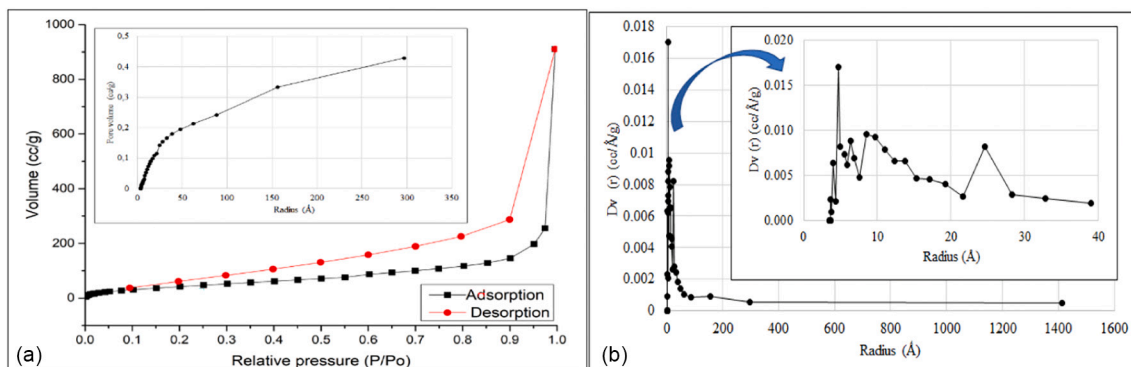 1000
800
600
400
200
0
Volume (cc/g)
0.0 0.1 0.2 0.3 0.4 0.5 0.6 0.7 0.8 0.9 1.0
Relative pressure (P/Po)
0,5
0,4
0,3
0,2
0,1
0
Pore volume (cc/g)
0 50 100 150 200 250 300 350
Radius (Å)
Adsorption
Desorption
(a)
0.018
0.016
0.014
0.012
0.010
0.008
0.006
0.004
0.002
0
Dv (r) (cc/Å/g)
0 200 400 600 800 1000 1200 1400 1600
Radius (Å)
0.020
0.015
0.010
0.005
0.000
Dv (r) (cc/Å/g)
0 10 20 30 40
Radius (Å)
(b)